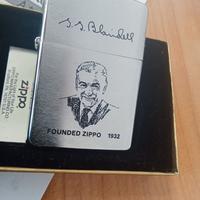 G.G. Blaisdell
FOUNDED ZIPPO 1932
zippo